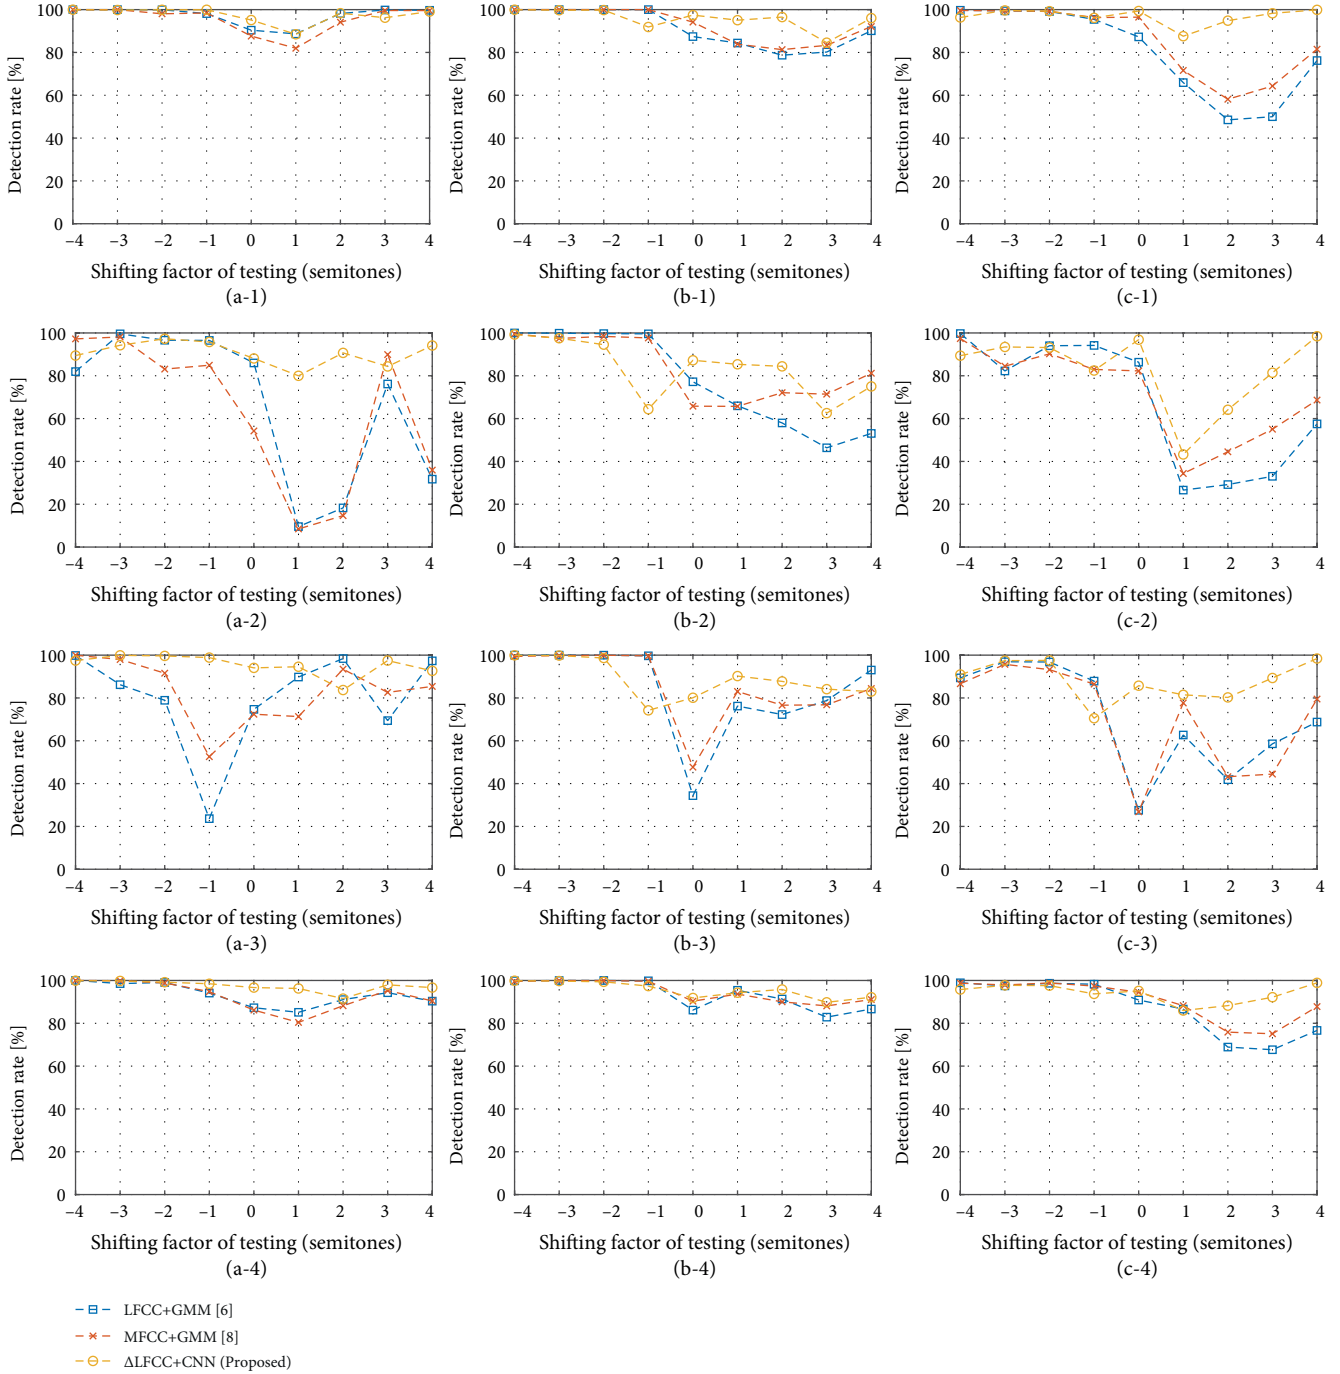 Detection rate [%]
100
80
60
40
20
0
–4 –3 –2 –1 0 1 2 3 4
Shifting factor of testing (semitones)
(a-1)
Detection rate [%]
100
80
60
40
20
0
–4 –3 –2 –1 0 1 2 3 4
Shifting factor of testing (semitones)
(b-1)
Detection rate [%]
100
80
60
40
20
0
–4 –3 –2 –1 0 1 2 3 4
Shifting factor of testing (semitones)
(c-1)
Detection rate [%]
100
80
60
40
20
0
–4 –3 –2 –1 0 1 2 3 4
Shifting factor of testing (semitones)
(a-2)
Detection rate [%]
100
80
60
40
20
0
–4 –3 –2 –1 0 1 2 3 4
Shifting factor of testing (semitones)
(b-2)
Detection rate [%]
100
80
60
40
20
0
–4 –3 –2 –1 0 1 2 3 4
Shifting factor of testing (semitones)
(c-2)
Detection rate [%]
100
80
60
40
20
0
–4 –3 –2 –1 0 1 2 3 4
Shifting factor of testing (semitones)
(a-3)
Detection rate [%]
100
80
60
40
20
0
–4 –3 –2 –1 0 1 2 3 4
Shifting factor of testing (semitones)
(b-3)
Detection rate [%]
100
80
60
40
20
0
–4 –3 –2 –1 0 1 2 3 4
Shifting factor of testing (semitones)
(c-3)
Detection rate [%]
100
80
60
40
20
0
–4 –3 –2 –1 0 1 2 3 4
Shifting factor of testing (semitones)
(a-4)
Detection rate [%]
100
80
60
40
20
0
–4 –3 –2 –1 0 1 2 3 4
Shifting factor of testing (semitones)
(b-4)
Detection rate [%]
100
80
60
40
20
0
–4 –3 –2 –1 0 1 2 3 4
Shifting factor of testing (semitones)
(c-4)
LFCC+GMM [6]
MFCC+GMM [8]
ΔLFCC+CNN (Proposed)